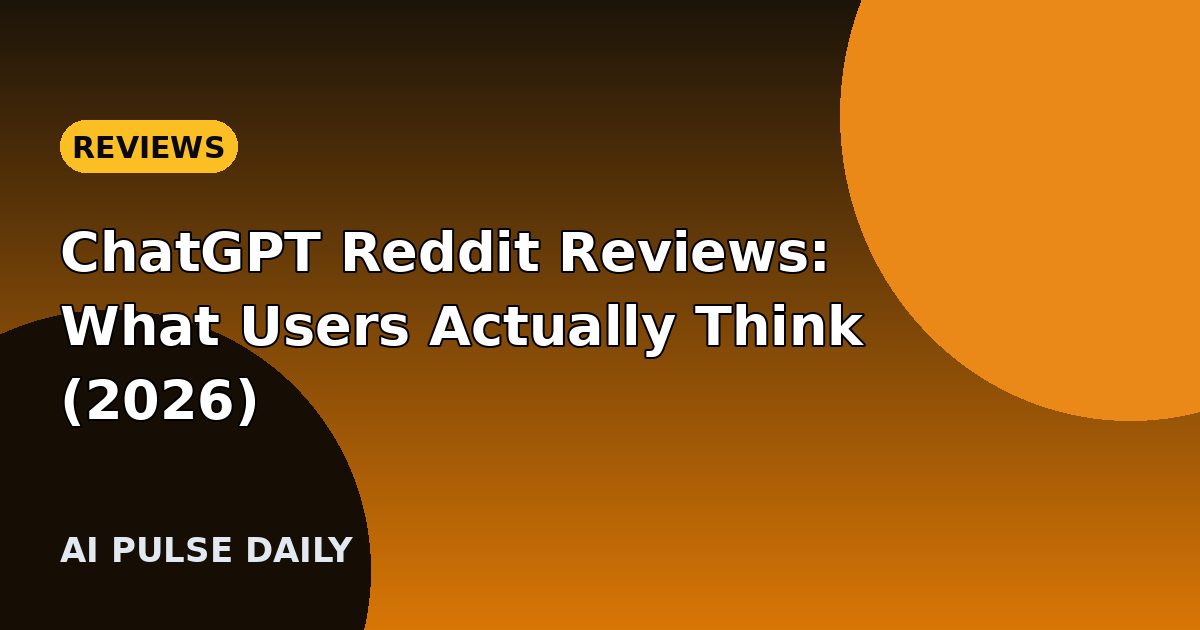 REVIEWS
ChatGPT Reddit Reviews:
What Users Actually Think
(2026)
AI PULSE DAILY